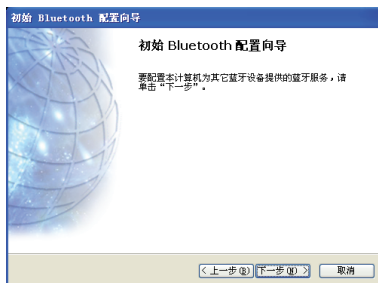 初始 Bluetooth 配置向导
初始 Bluetooth 配置向导
要配置本计算机为其它蓝牙设备提供的蓝牙服务，请
单击“下一步”。
< 上一步(B)
下一步(N) >
取消